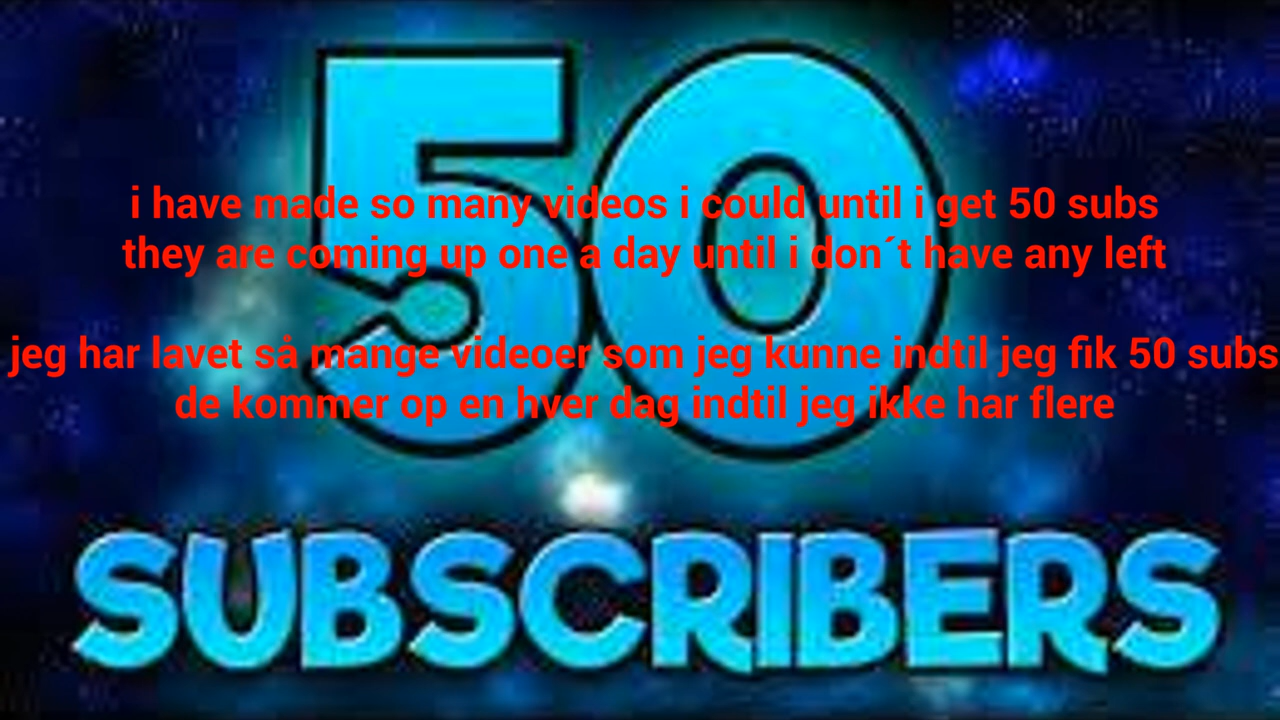 50
i have made so many videos i could until i get 50 subs
they are coming up one a day until i don´t have any left
jeg har lavet så mange videoer som jeg kunne indtil jeg fik 50 subs
de kommer op en hver dag indtil jeg ikke har flere
SUBSCRIBERS